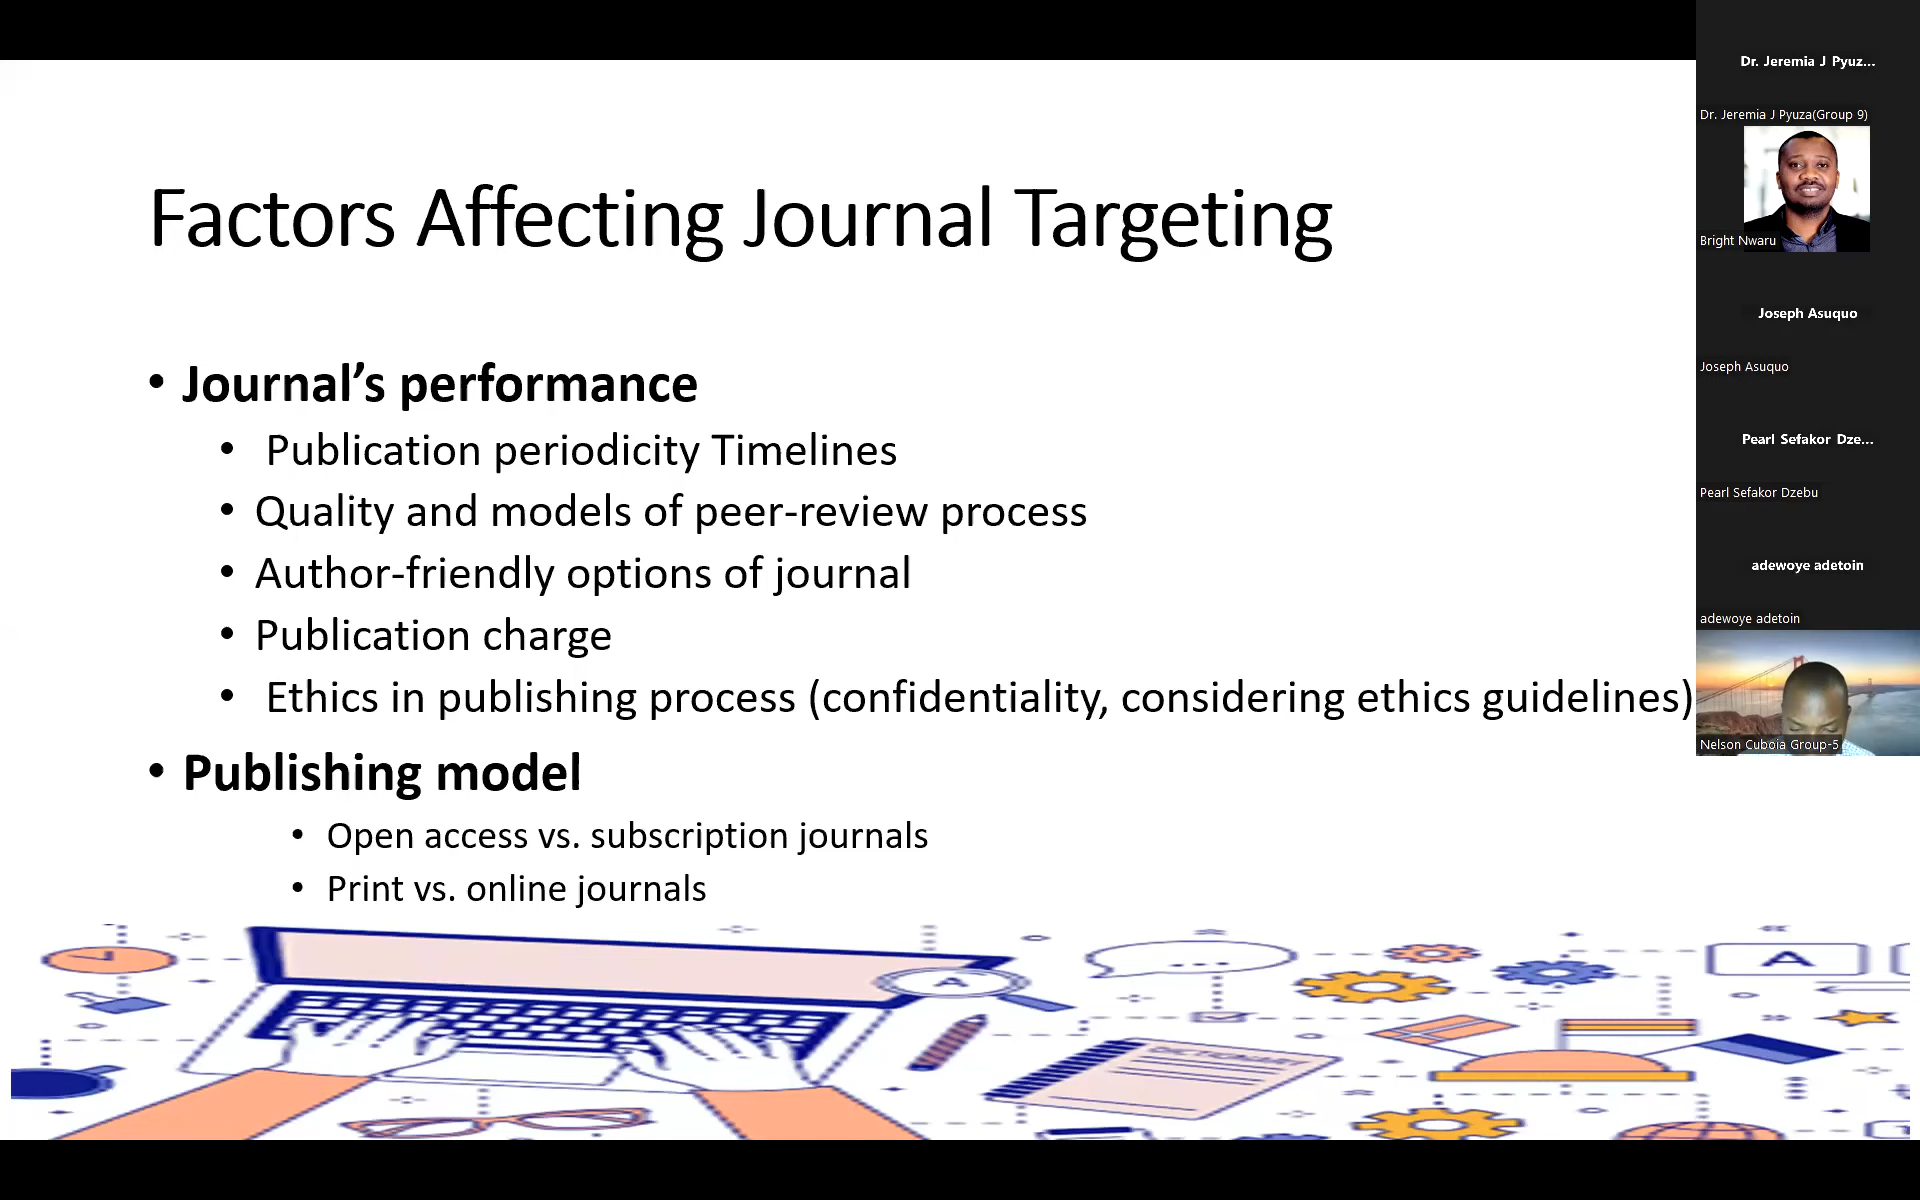 Factors Affecting Journal Targeting
• Journal’s performance
• Publication periodicity Timelines
• Quality and models of peer-review process
• Author-friendly options of journal
• Publication charge
• Ethics in publishing process (confidentiality, considering ethics guidelines)
• Publishing model
• Open access vs. subscription journals
• Print vs. online journals
A
DICTIONARY
A
Dr. Jeremia J Pyuz...
Dr. Jeremia J Pyuza(Group 9)
Bright Nwaru
Joseph Asuquo
Joseph Asuquo
Pearl Sefakor Dze...
Pearl Sefakor Dzebu
adewoye adetoin
adewoye adetoin
Nelson Cuboia Group-5